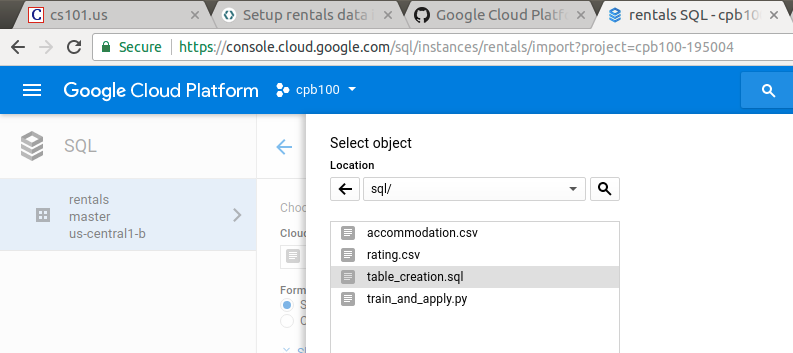 cs101.us
Setup rentals data
Google Cloud Platf
rentals SQL - cpb10
Secure
https://console.cloud.google.com/sql/instances/rentals/import?project=cpb100-195004
Google Cloud Platform
cpb100
SQL
rentals
master
us-central1-b
Choo
Cloud
Form
S
Select object
Location
sql/
accommodation.csv
rating.csv
table_creation.sql
train_and_apply.py